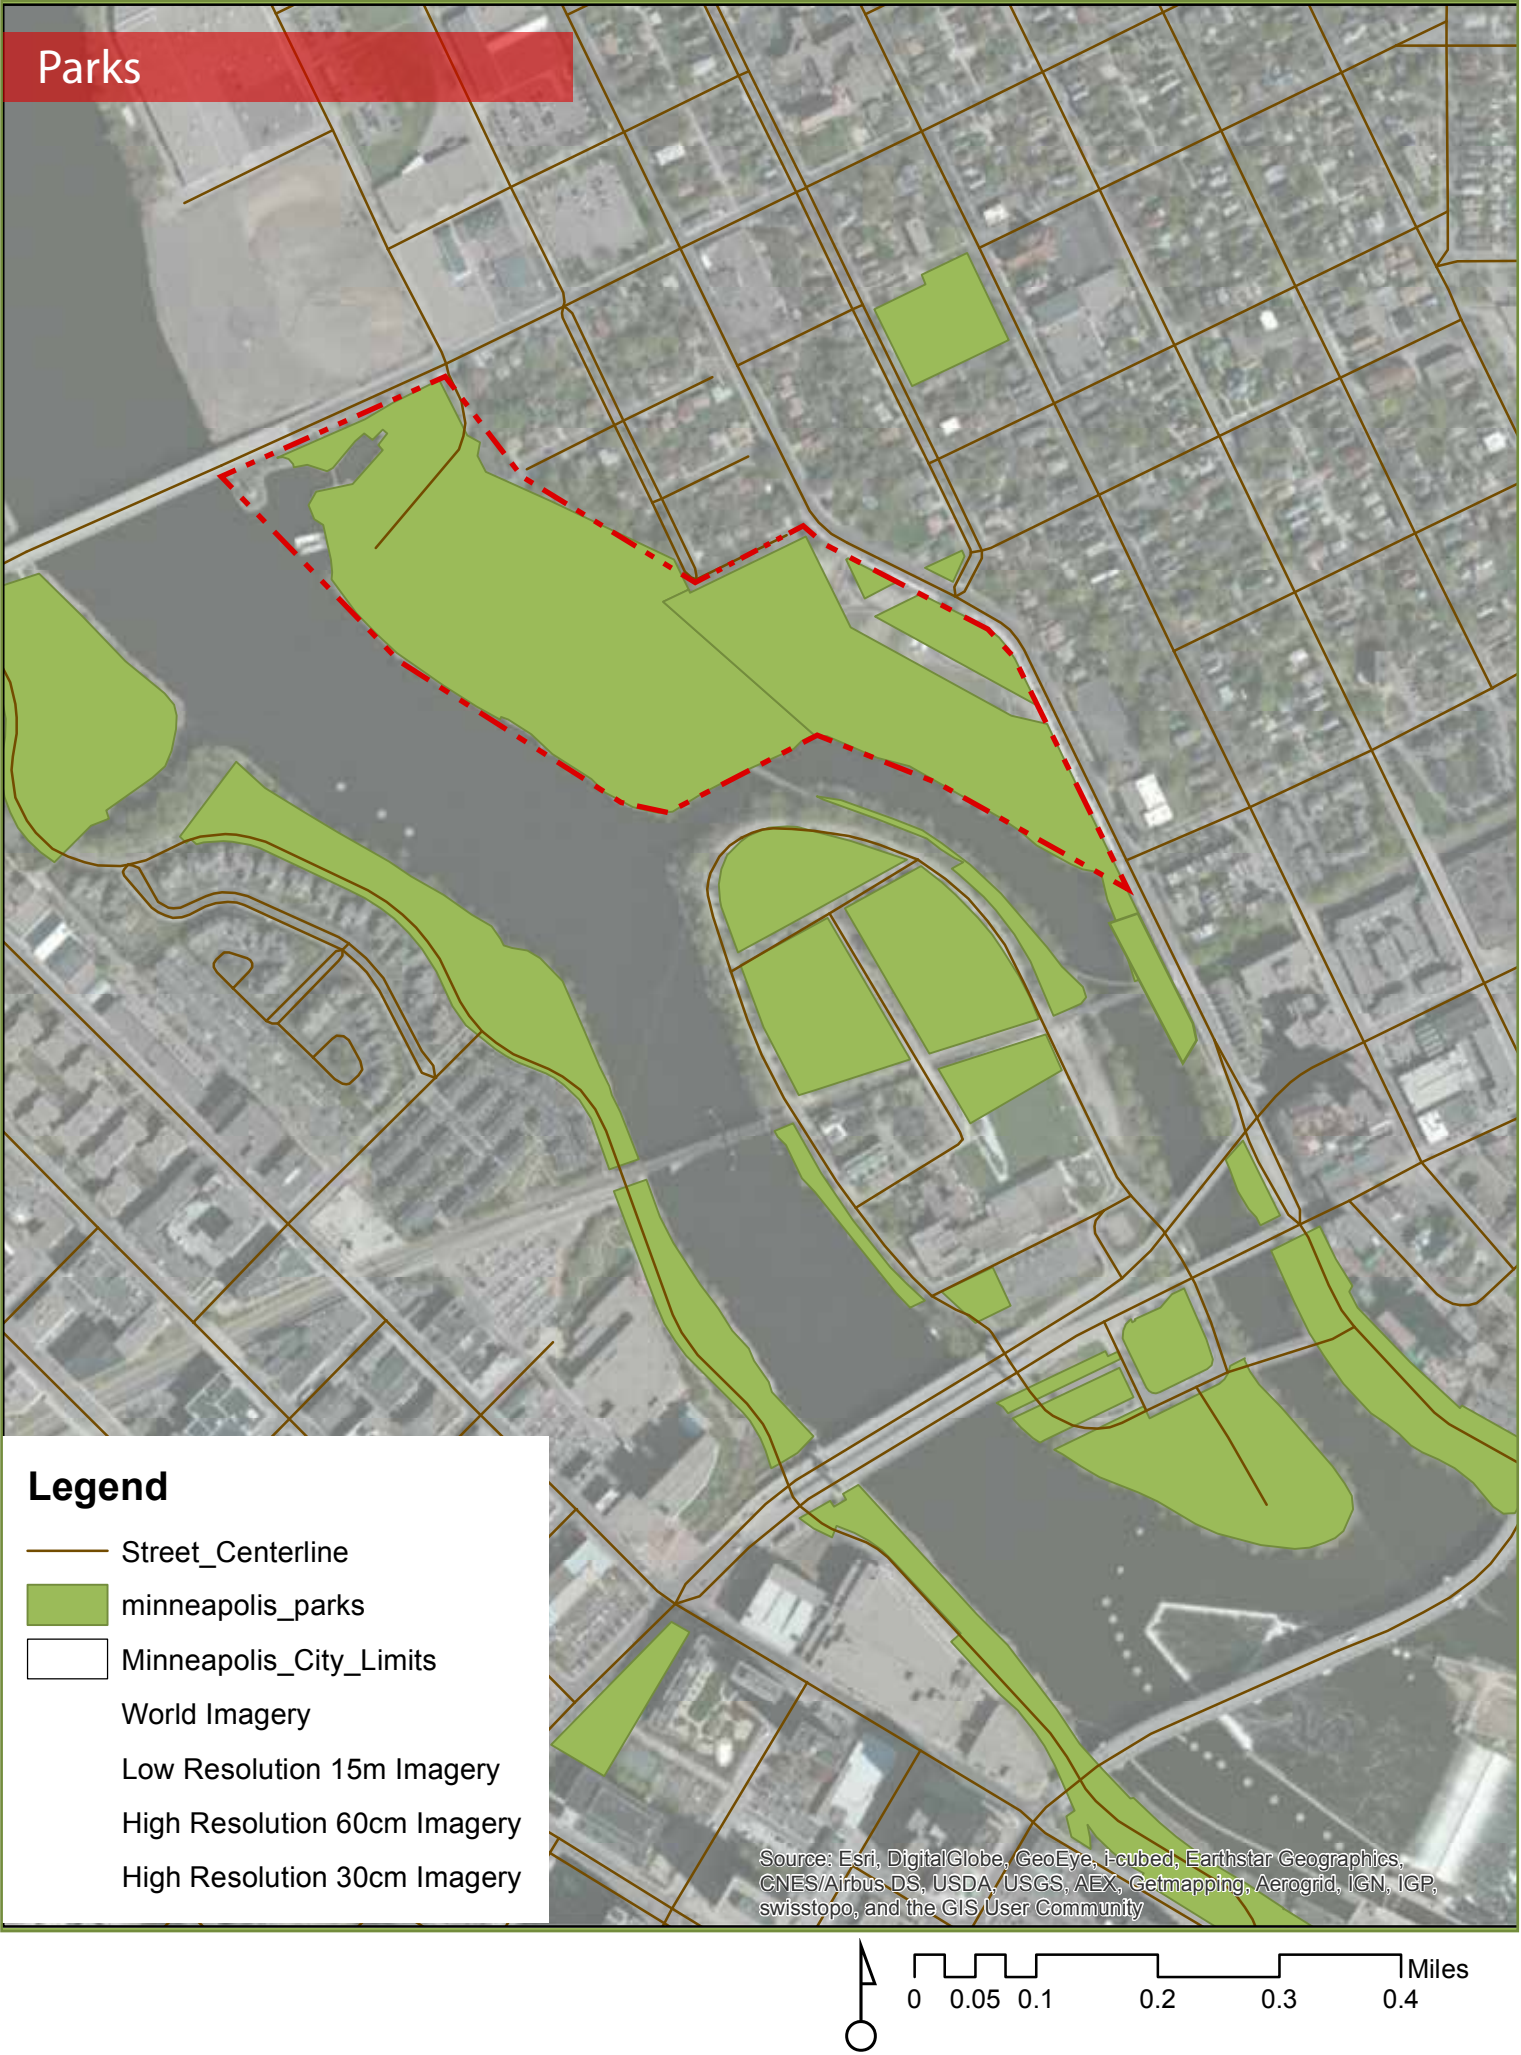 Parks
Legend
Street_Centerline
minneapolis_parks
Minneapolis_City_Limits
World Imagery
Low Resolution 15m Imagery
High Resolution 60cm Imagery
High Resolution 30cm Imagery
Source: Esri, DigitalGlobe, GeoEye, i-cubed, Earthstar Geographics,
CNES/Airbus DS, USDA, USGS, AEX, Getmapping, Aerogrid, IGN, IGP,
swisstopo, and the GIS User Community
Miles
0 0.05 0.1 0.2 0.3 0.4